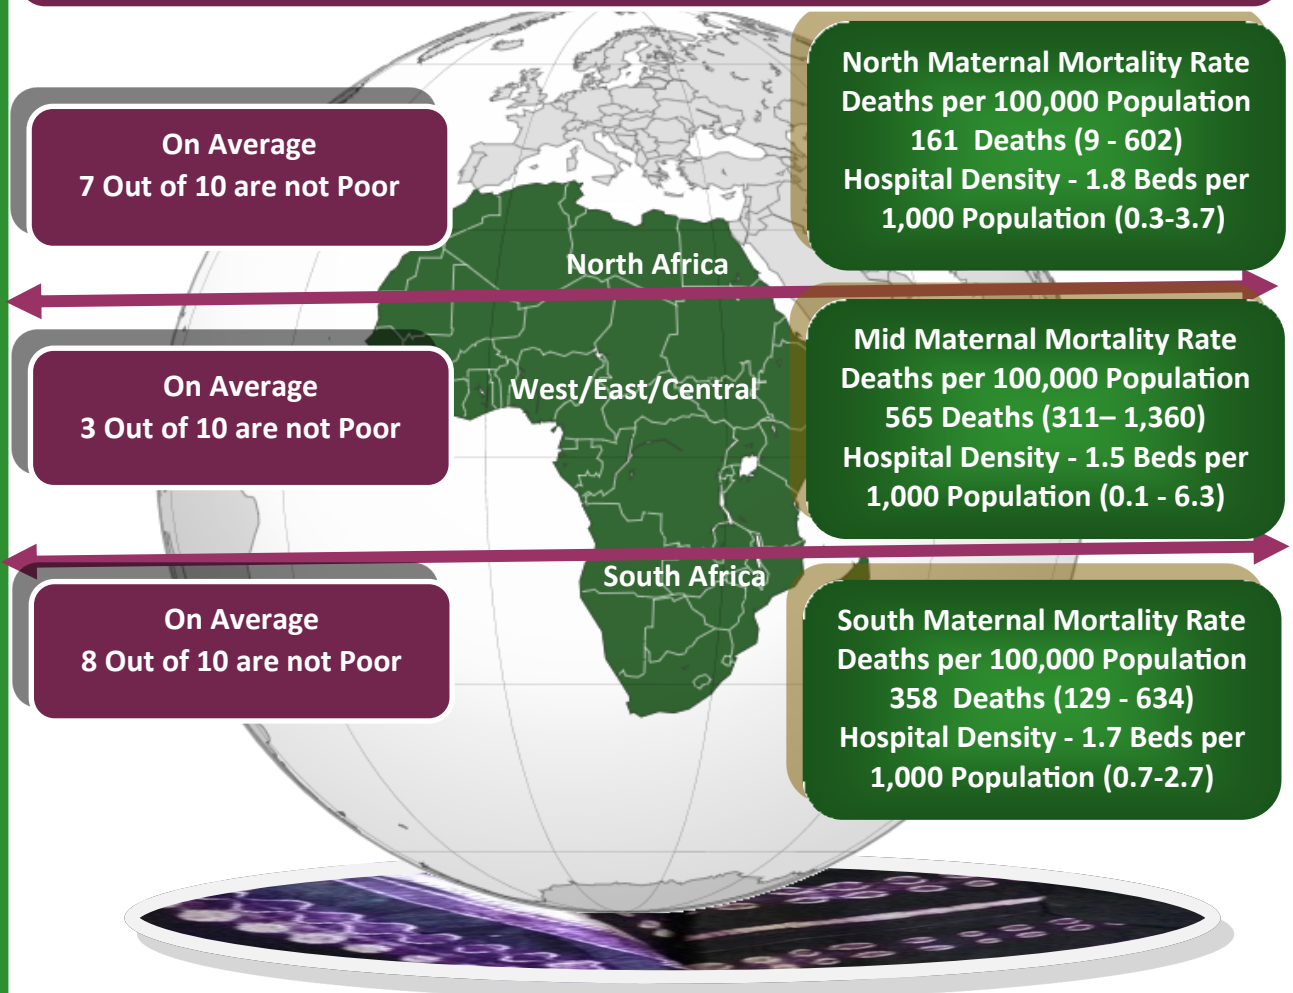 On Average
7 Out of 10 are not Poor
North Maternal Mortality Rate
Deaths per 100,000 Population
161  Deaths (9 - 602)
Hospital Density - 1.8 Beds per
1,000 Population (0.3-3.7)
North Africa
On Average
3 Out of 10 are not Poor
West/East/Central
Mid Maternal Mortality Rate
Deaths per 100,000 Population
565 Deaths (311– 1,360)
Hospital Density - 1.5 Beds per
1,000 Population (0.1 - 6.3)
South Africa
On Average
8 Out of 10 are not Poor
South Maternal Mortality Rate
Deaths per 100,000 Population
358  Deaths (129 - 634)
Hospital Density - 1.7 Beds per
1,000 Population (0.7-2.7)